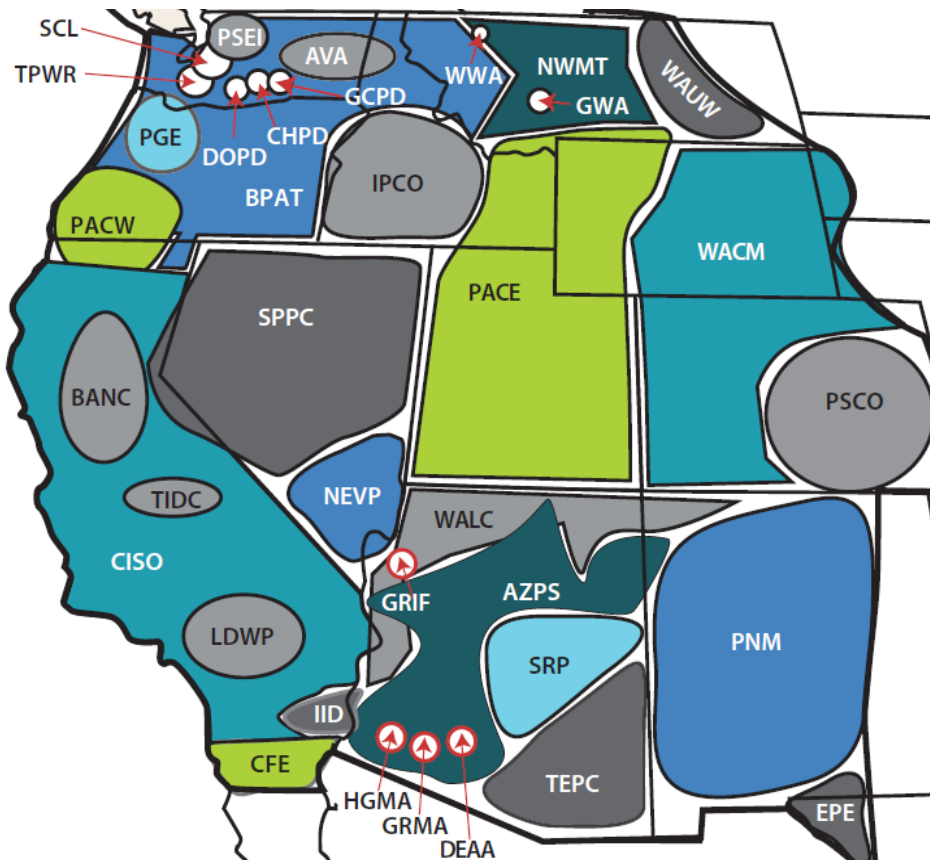 SCL
PSEI
AVA
TPWR
WWA
NWMT
WAUW
GCPD
GWA
PGE
CHPD
DOPD
BPAT
IPCO
PACW
WACM
SPPC
PACE
BANC
PSCO
TIDC
NEVP
WALC
CISO
GRIF
AZPS
LDWP
SRP
PNM
IID
CFE
TEPC
HGMA
GRMA
DEAA
EPE